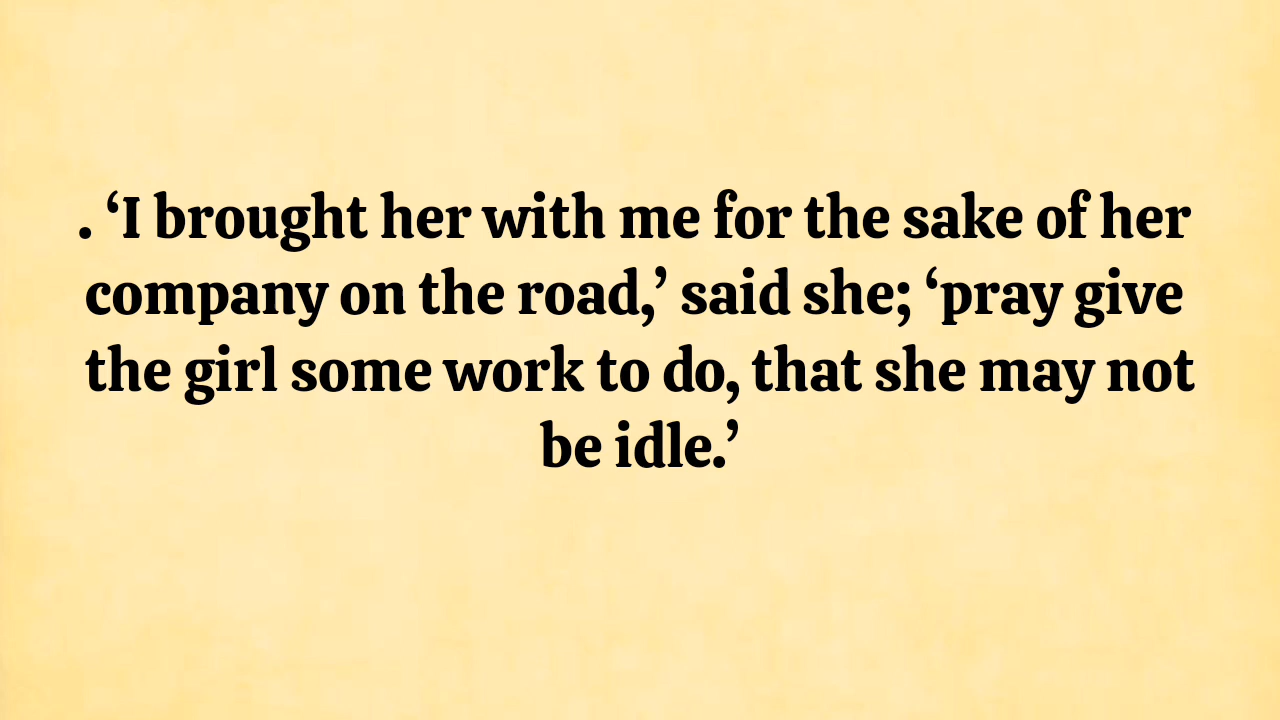 . ‘I brought her with me for the sake of her
company on the road,’ said she; ‘pray give
the girl some work to do, that she may not
be idle.’